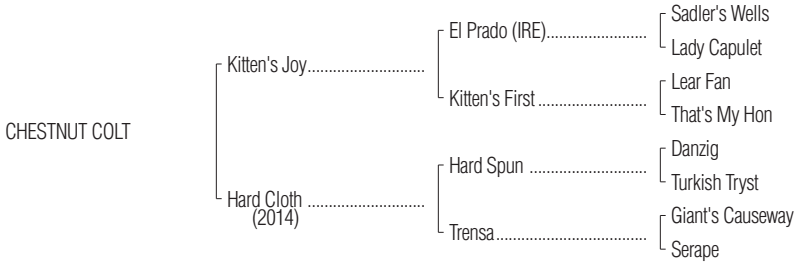 CHESTNUT COLT
Kitten's Joy...........................
El Prado (IRE).......................
Sadler's Wells
Lady Capulet
Kitten's First .........................
Lear Fan
That's My Hon
Hard Cloth ...........................
(2014)
Hard Spun ...........................
Danzig
Turkish Tryst
Trensa...................................
Giant's Causeway
Serape